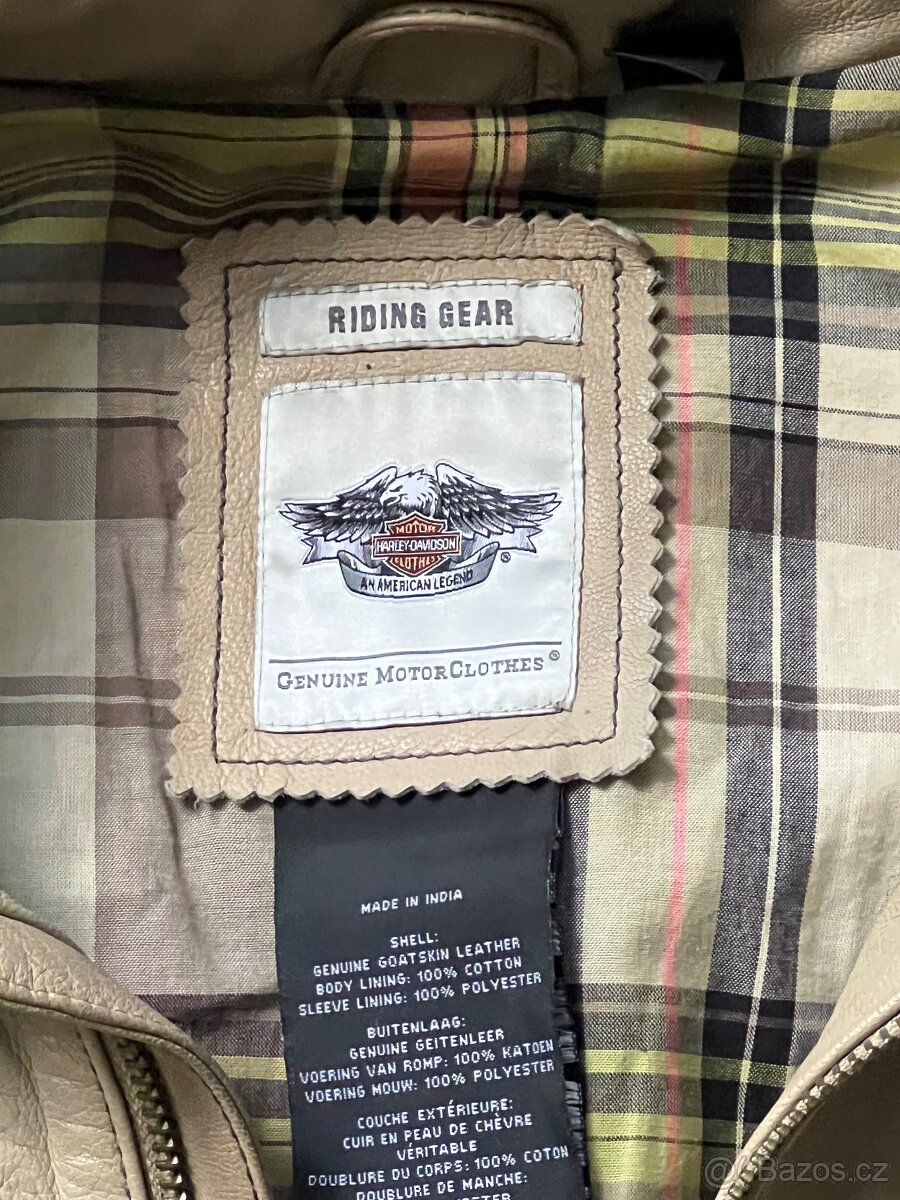 RIDING GEAR
MOTOR
HARLEY-DAVIDSON
CLOTHES
®
AN AMERICAN LEGEND
GENUINE MOTORCLOTHES®
MADE IN INDIA
SHELL:
GENUINE GOATSKIN LEATHER
BODY LINING: 100% COTTON
SLEEVE LINING: 100% POLYESTER
BUITENLAAG:
GENUINE GEITENLEER
VOERING VAN ROMP: 100% KATOEN
VOERING MOUW: 100% POLYESTER
COUCHE EXTÉRIEURE:
CUIR EN PEAU DE CHÈVRE
VÉRITABLE
DOUBLURE DU CORPS: 100% COTON
DOUBLURE DE MANCHE:
Bazos.cz